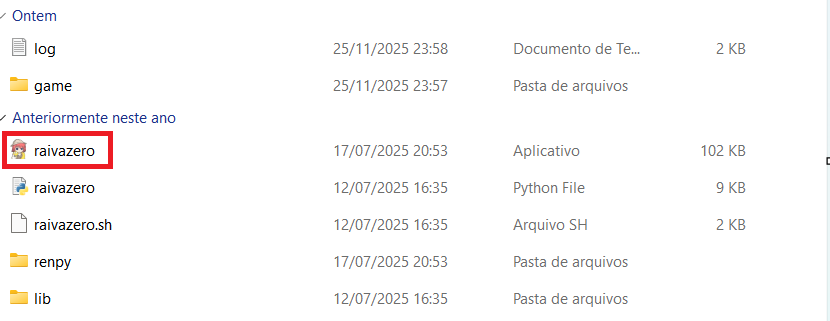 Ontem
log 25/11/2025 23:58 Documento de Te... 2 KB
game 25/11/2025 23:57 Pasta de arquivos
Anteriormente neste ano
raivazero 17/07/2025 20:53 Aplicativo 102 KB
raivazero 12/07/2025 16:35 Python File 9 KB
raivazero.sh 12/07/2025 16:35 Arquivo SH 2 KB
renpy 17/07/2025 20:53 Pasta de arquivos
lib 12/07/2025 16:35 Pasta de arquivos